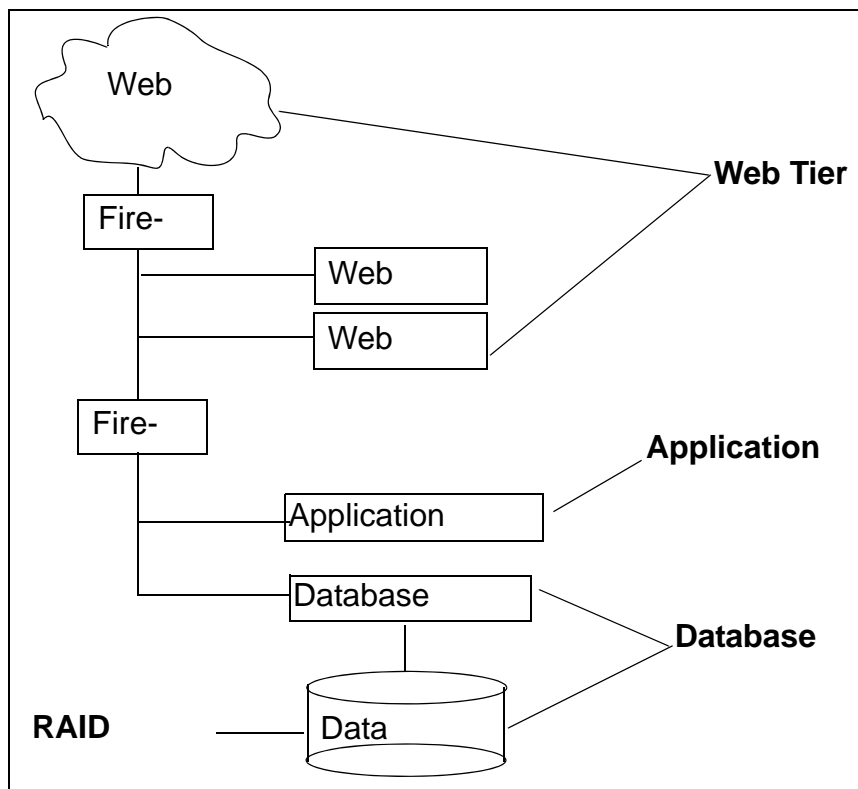 Web
Web Tier
Fire-
Web
Web
Fire-
Application
Application
Database
Database
RAID
Data